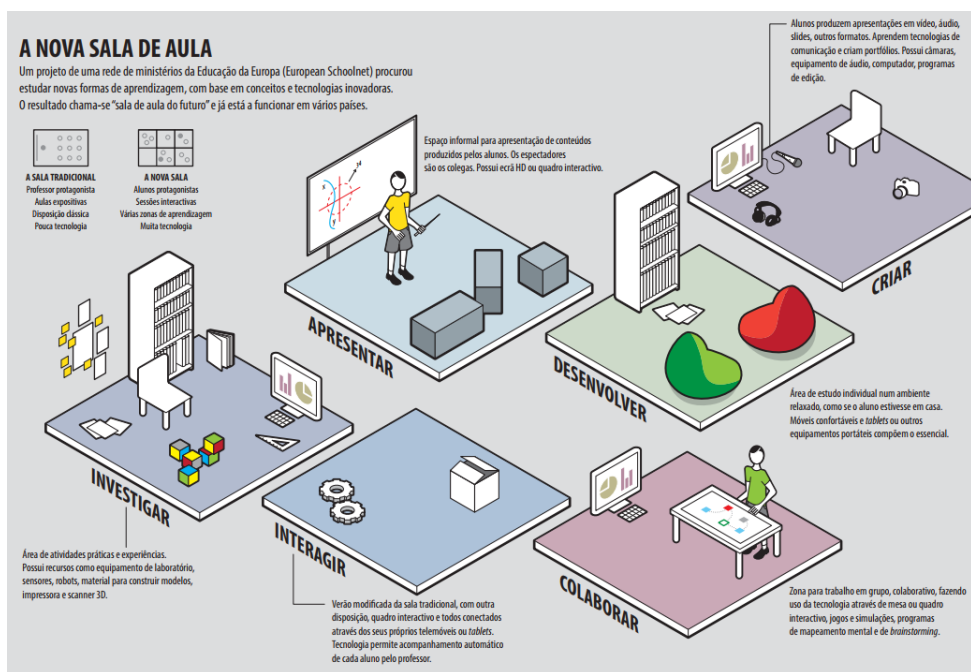 A NOVA SALA DE AULA
Um projeto de uma rede de ministérios da Educação da Europa (European Schoolnet) procurou
estudar novas formas de aprendizagem, com base em conceitos e tecnologias inovadoras.
O resultado chama-se “sala de aula do futuro” e já está a funcionar em vários países.
A SALA TRADICIONAL
Professor protagonista
Aulas expositivas
Disposição clássica
Pouca tecnologia
A NOVA SALA
Alunos protagonistas
Sessões interactivas
Várias zonas de aprendizagem
Muita tecnologia
Espaço informal para apresentação de conteúdos
produzidos pelos alunos. Os espectadores
são os colegas. Possui ecrã HD ou quadro interactivo.
x
y
APRESENTAR
Alunos produzem apresentações em vídeo, áudio,
slides, outros formatos. Aprendem tecnologias de
comunicação e criam portfólios. Possui câmaras,
equipamento de áudio, computador, programas
de edição.
CRIAR
DESENVOLVER
Área de estudo individual num ambiente
relaxado, como se o aluno estivesse em casa.
Móveis confortáveis e tablets ou outros
equipamentos portáteis compõem o essencial.
INVESTIGAR
Área de atividades práticas e experiências.
Possui recursos como equipamento de laboratório,
sensores, robots, material para construir modelos,
impressora e scanner 3D.
INTERAGIR
Verão modificada da sala tradicional, com outra
disposição, quadro interactivo e todos conectados
através dos seus próprios telemóveis ou tablets.
Tecnologia permite acompanhamento automático
de cada aluno pelo professor.
COLABORAR
Zona para trabalho em grupo, colaborativo, fazendo
uso da tecnologia através de mesa ou quadro
interactivo, jogos e simulações, programas
de mapeamento mental e de brainstorming.